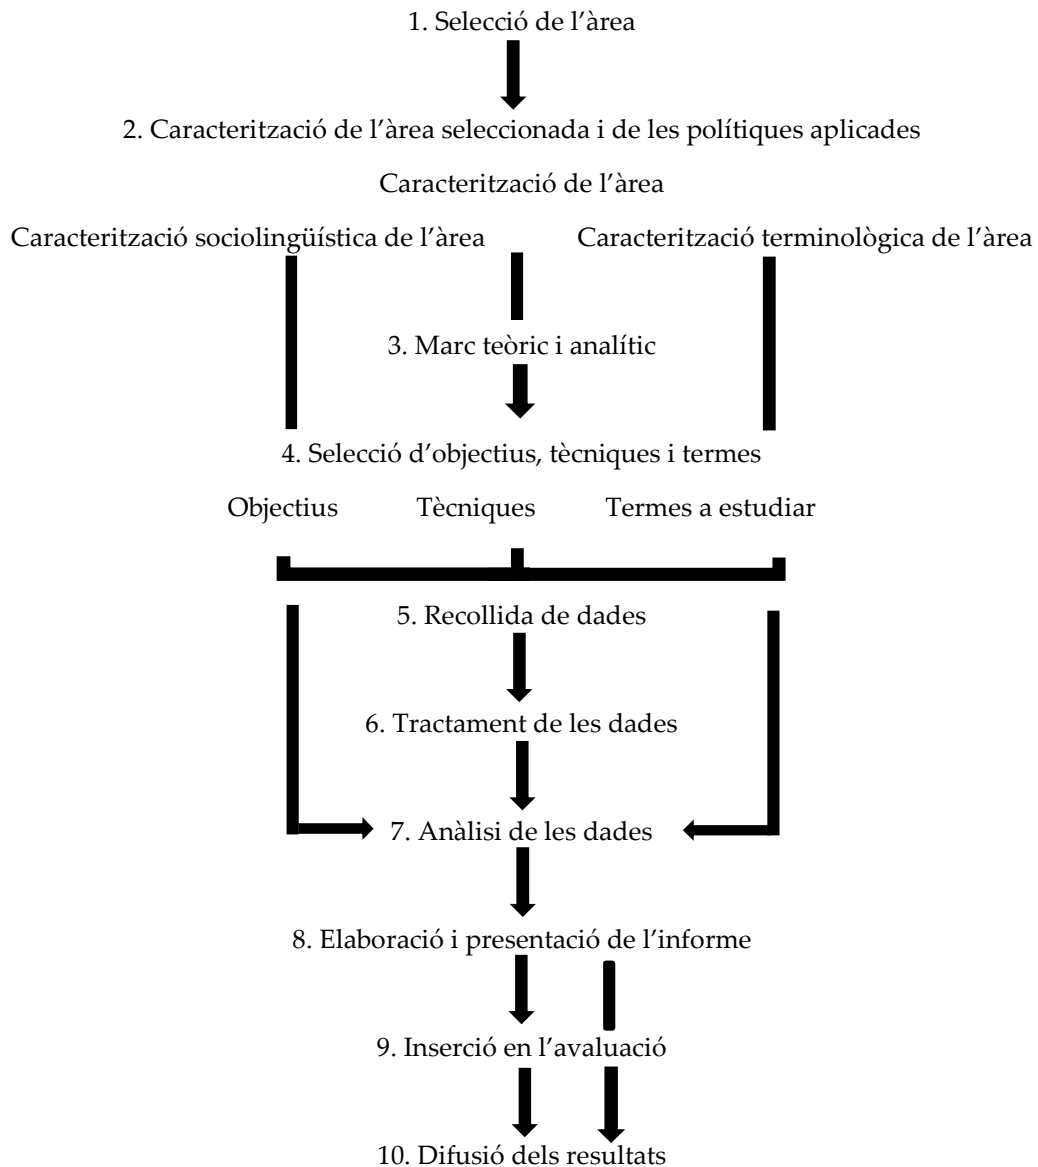 1. Selecció de l’àrea
2. Caracterització de l’àrea seleccionada i de les polítiques aplicades
Caracterització de l’àrea
Caracterització sociolingüística de l’àrea Caracterització terminològica de l’àrea
3. Marc teòric i analític
4. Selecció d’objectius, tècniques i termes
Objectius Tècniques Termes a estudiar
5. Recollida de dades
6. Tractament de les dades
7. Anàlisi de les dades
8. Elaboració i presentació de l’informe
9. Inserció en l’avaluació
10. Difusió dels resultats